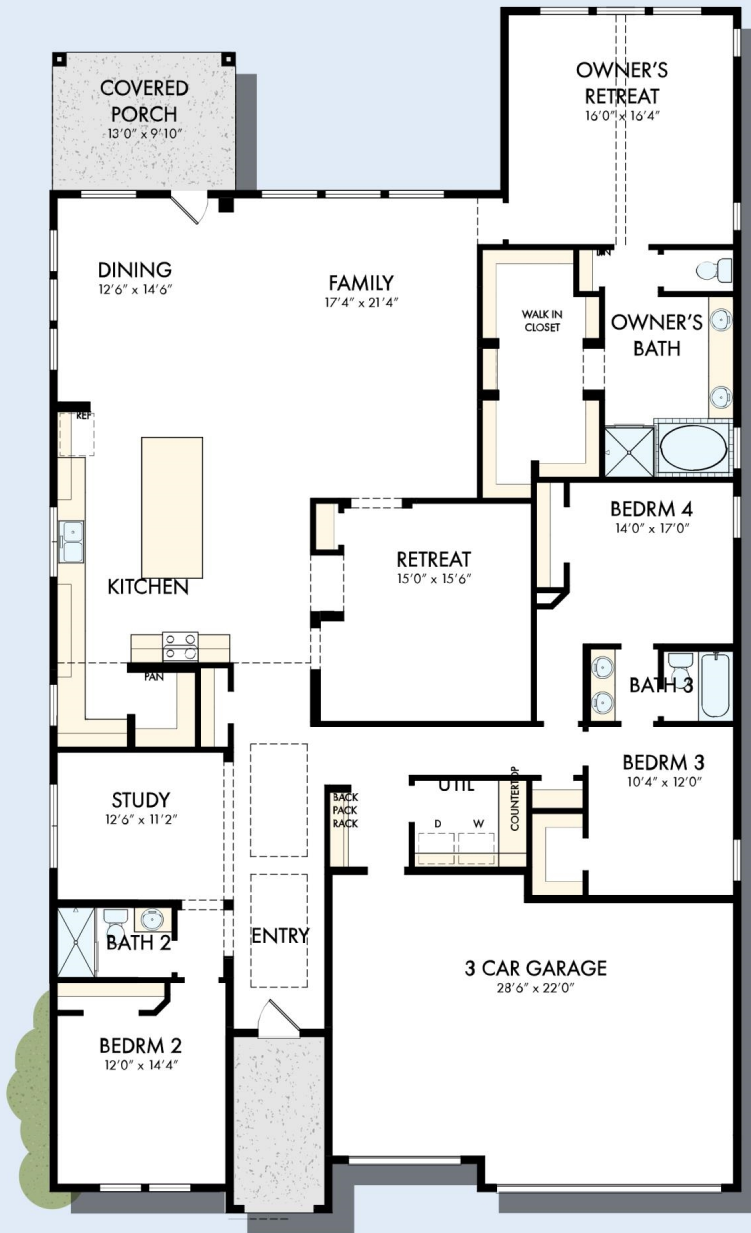 OWNER'S
RETREAT
16'0" x 16'4"
COVERED
PORCH
13'0" x 9'10"
DINING
12'6" x 14'6"
FAMILY
17'4" x 21'4"
WALK IN
CLOSET
OWNER'S
BATH
REF
KITCHEN
PAN
RETREAT
15'0" x 15'6"
BEDRM 4
14'0" x 17'0"
BATH 3
BEDRM 3
10'4" x 12'0"
STUDY
12'6" x 11'2"
BACK
PACK
RACK
UTIL
D
W
COUNTERTOP
BATH 2
ENTRY
3 CAR GARAGE
28'6" x 22'0"
BEDRM 2
12'0" x 14'4"